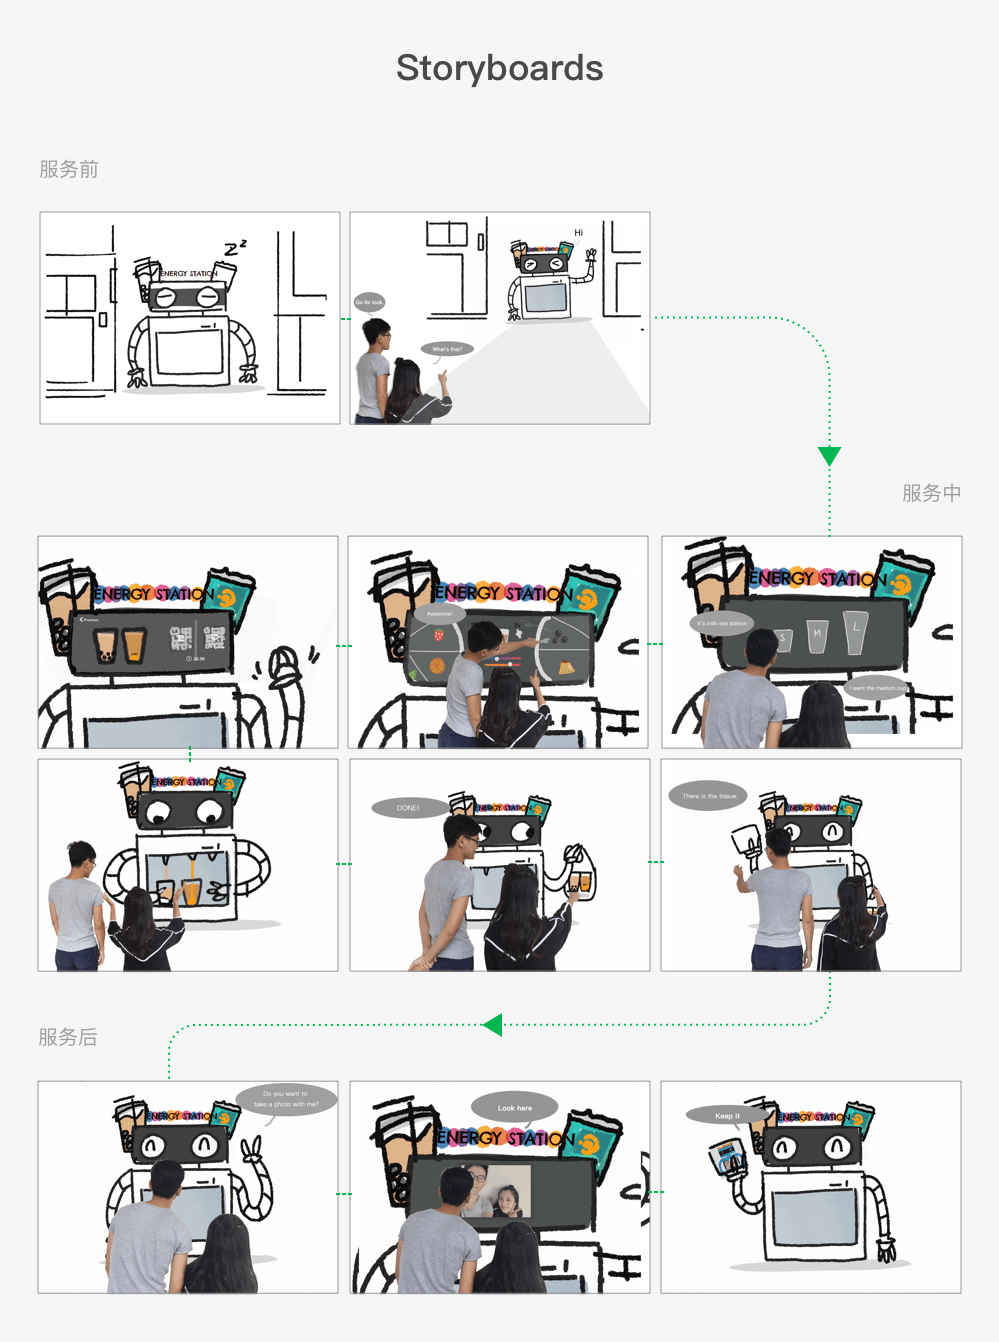 Storyboards
服务前
Z z
ENERGY STATION
Hi
Go for look.
What's that?
服务中
ENERGY STATION
Previous
25.00
ENERGY STATION
Awesome!
ENERGY STATION
It's milk-tea station
S
M
L
I want the medium cup
ENERGY STATION
DONE!
ENERGY STATION
There is the tissue.
ENERGY STATION
服务后
Do you want to
take a photo with me?
ENERGY STATION
Look here
ENERGY STATION
Keep it
ENERGY STATION